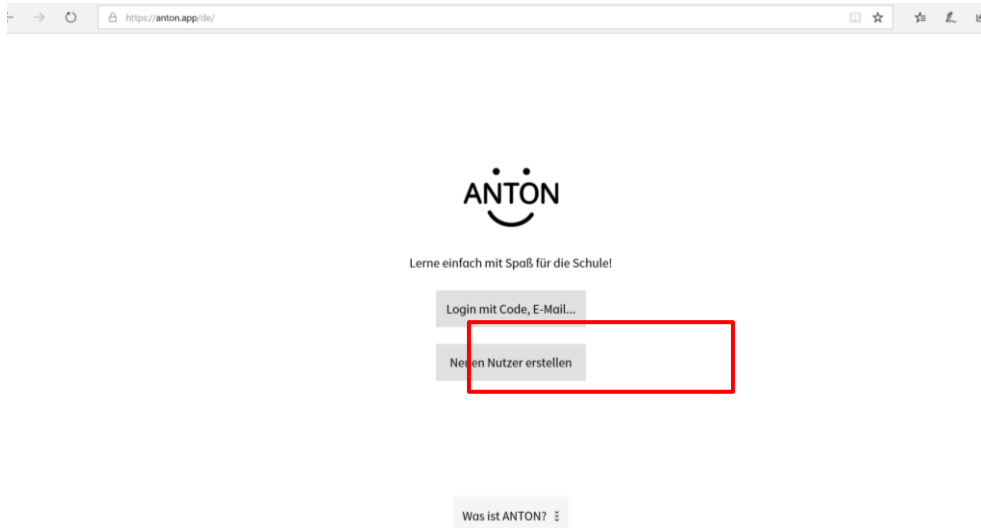 https://anton.app/de/
ANTON
Lerne einfach mit Spaß für die Schule!
Login mit Code, E-Mail...
Neuen Nutzer erstellen
Was ist ANTON?